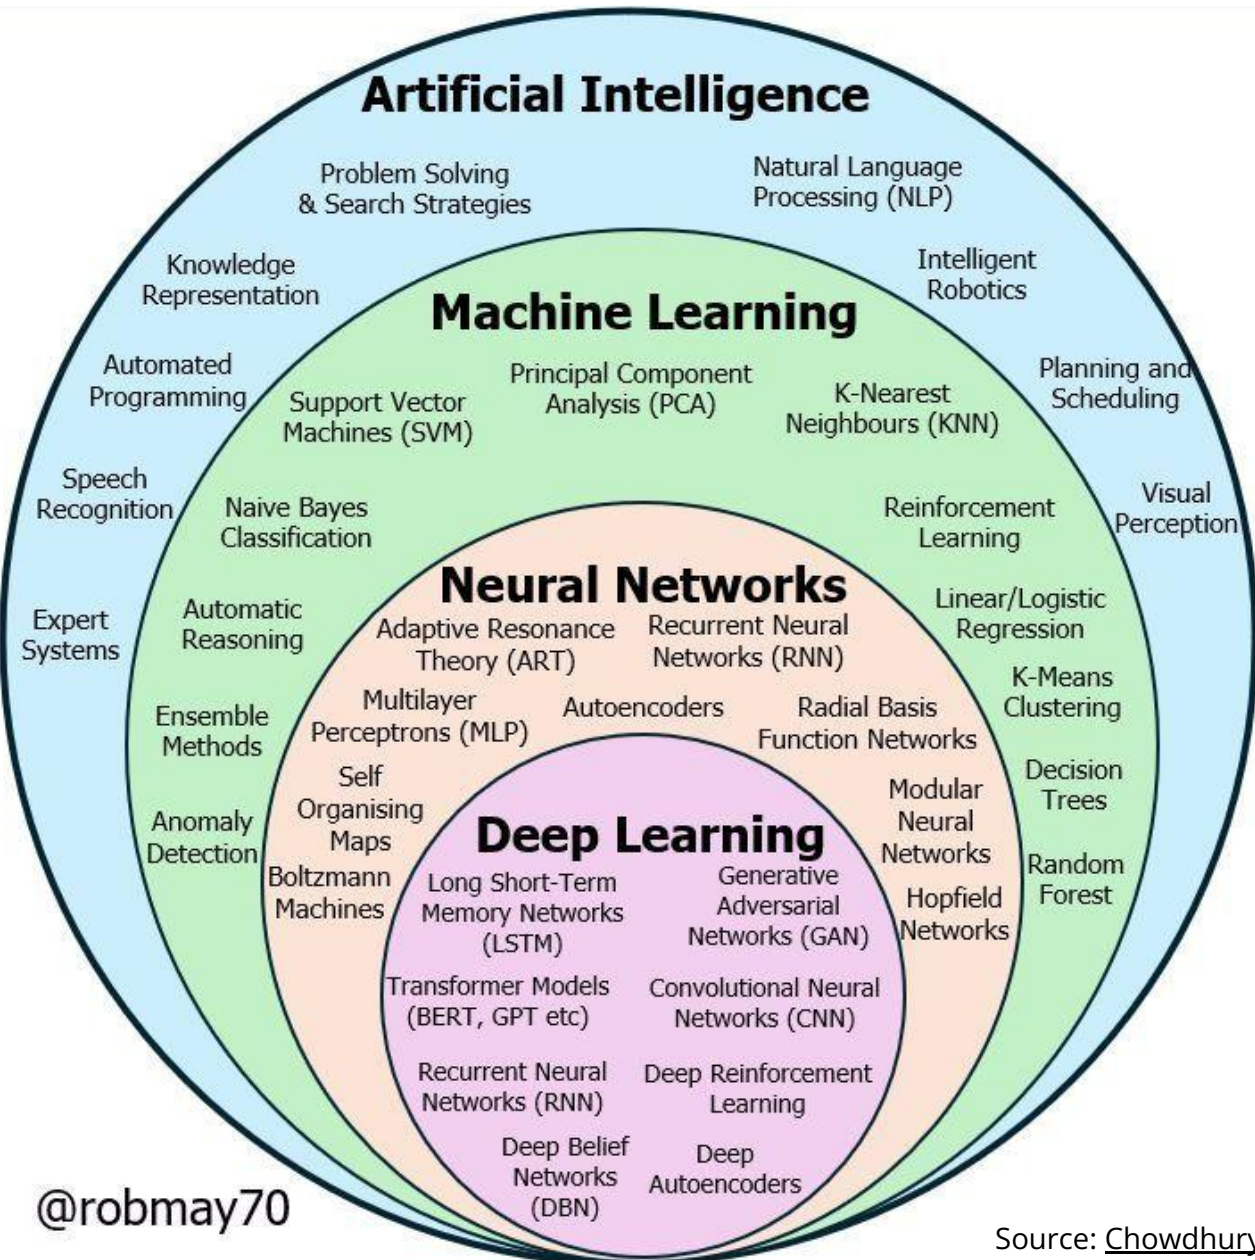 Artificial Intelligence
Problem Solving
& Search Strategies
Natural Language
Processing (NLP)
Knowledge
Representation
Intelligent
Robotics
Automated
Programming
Planning and
Scheduling
Speech
Recognition
Visual
Perception
Expert
Systems
Machine Learning
Principal Component
Analysis (PCA)
Support Vector
Machines (SVM)
K-Nearest
Neighbours (KNN)
Naive Bayes
Classification
Reinforcement
Learning
Automatic
Reasoning
Linear/Logistic
Regression
K-Means
Clustering
Ensemble
Methods
Decision
Trees
Anomaly
Detection
Random
Forest
Neural Networks
Adaptive Resonance
Theory (ART)
Recurrent Neural
Networks (RNN)
Multilayer
Perceptrons (MLP)
Autoencoders
Radial Basis
Function Networks
Self
Organising
Maps
Modular
Neural
Networks
Boltzmann
Machines
Hopfield
Networks
Deep Learning
Long Short-Term
Memory Networks
(LSTM)
Generative
Adversarial
Networks (GAN)
Transformer Models
(BERT, GPT etc)
Convolutional Neural
Networks (CNN)
Recurrent Neural
Networks (RNN)
Deep Reinforcement
Learning
Deep Belief
Networks
(DBN)
Deep
Autoencoders
@robmay70
Source: Chowdhury